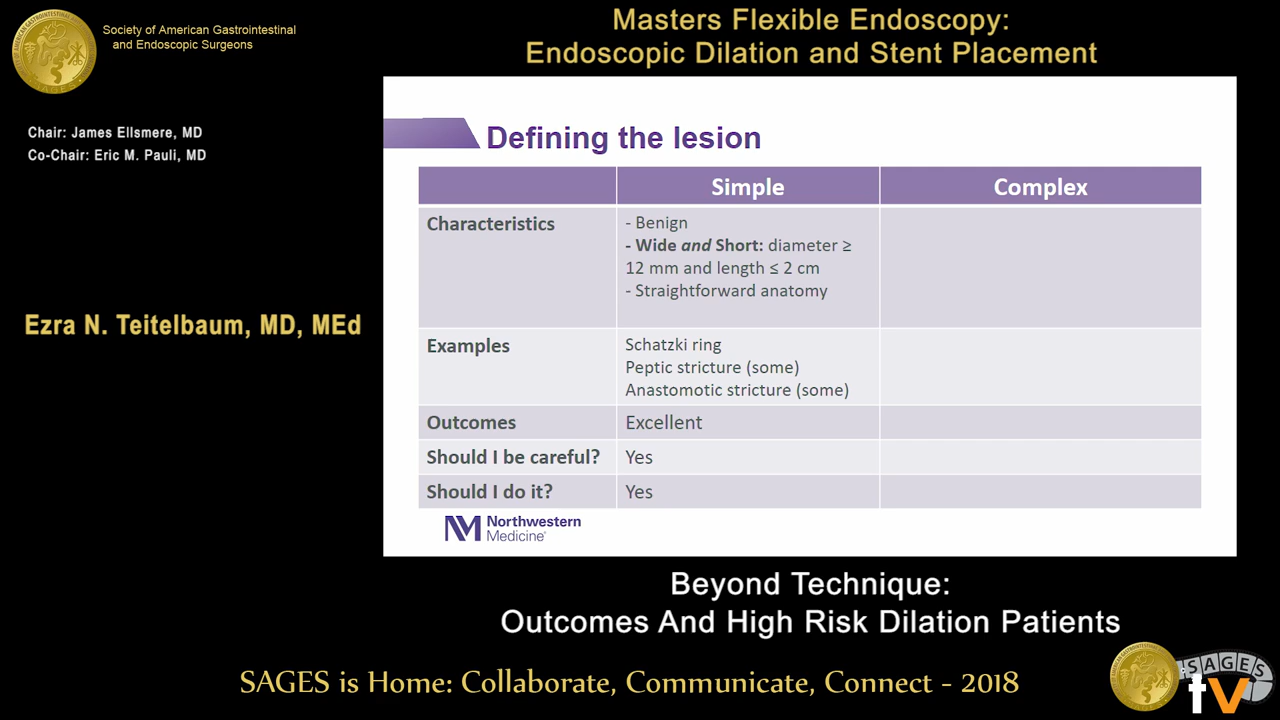 Society of American Gastrointestinal
and Endoscopic Surgeons
Masters Flexible Endoscopy:
Endoscopic Dilation and Stent Placement
Chair: James Ellsmere, MD
Co-Chair: Eric M. Pauli, MD
Ezra N. Teitelbaum, MD, MEd
Defining the lesion
Simple
Complex
Characteristics
- Benign
- Wide and Short: diameter ≥
12 mm and length ≤ 2 cm
- Straightforward anatomy
Examples
Schatzki ring
Peptic stricture (some)
Anastomotic stricture (some)
Outcomes
Excellent
Should I be careful?
Yes
Should I do it?
Yes
NM Northwestern
Medicine
Beyond Technique:
Outcomes And High Risk Dilation Patients
SAGES is Home: Collaborate, Communicate, Connect - 2018
SAGES
tv